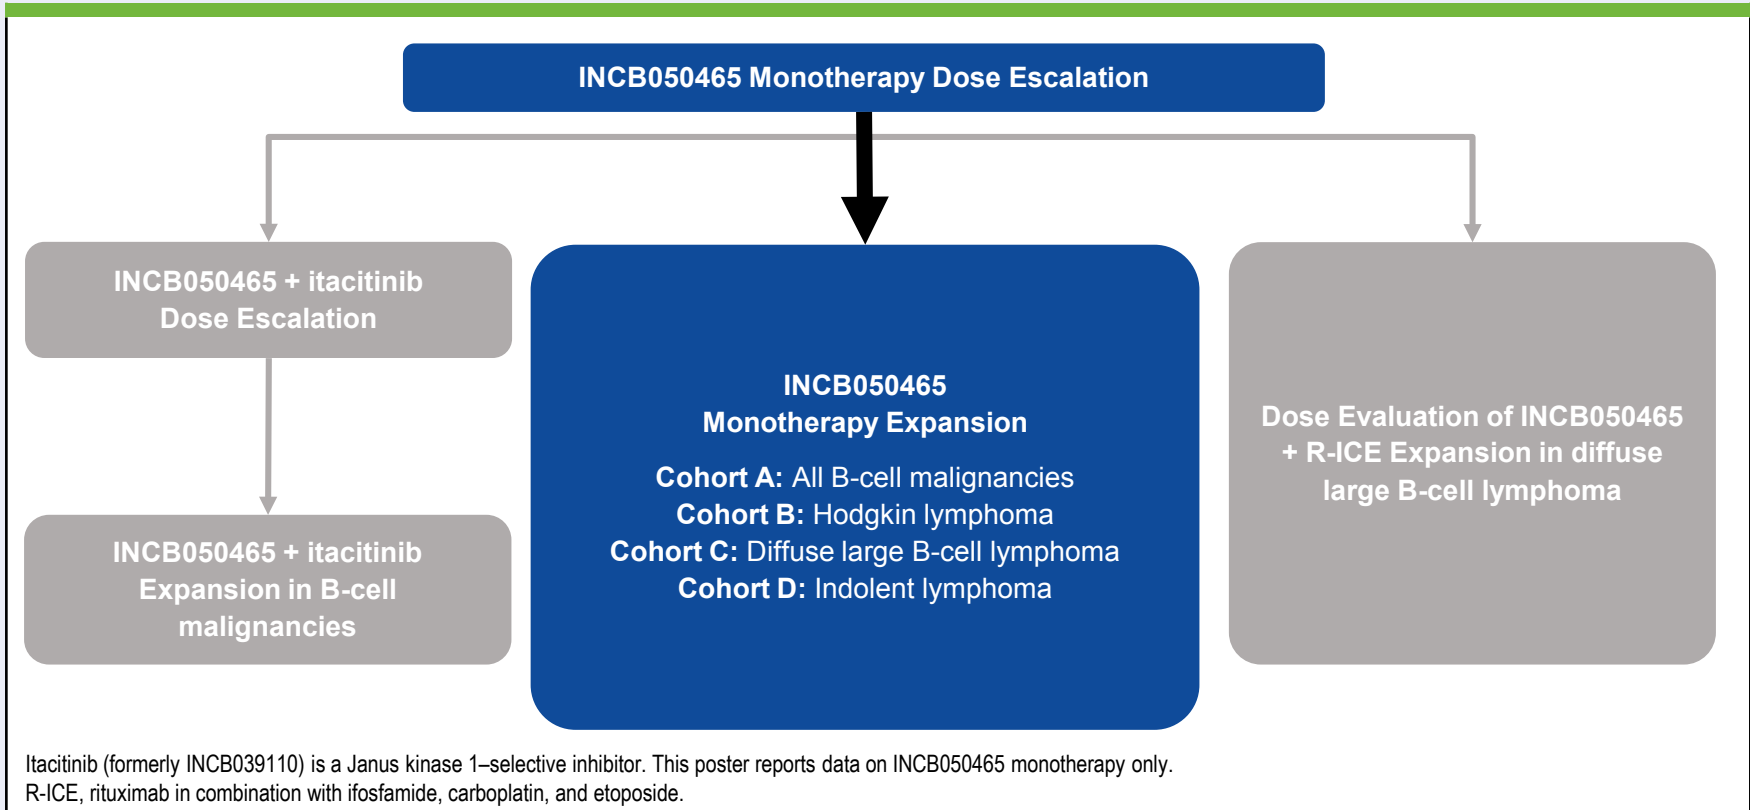 INCB050465 Monotherapy Dose Escalation
INCB050465 + itacitinib
Dose Escalation
INCB050465 + itacitinib
Expansion in B-cell
malignancies
INCB050465
Monotherapy Expansion
Cohort A: All B-cell malignancies
Cohort B: Hodgkin lymphoma
Cohort C: Diffuse large B-cell lymphoma
Cohort D: Indolent lymphoma
Dose Evaluation of INCB050465
+ R-ICE Expansion in diffuse
large B-cell lymphoma
Itacitinib (formerly INCB039110) is a Janus kinase 1–selective inhibitor. This poster reports data on INCB050465 monotherapy only.
R-ICE, rituximab in combination with ifosfamide, carboplatin, and etoposide.